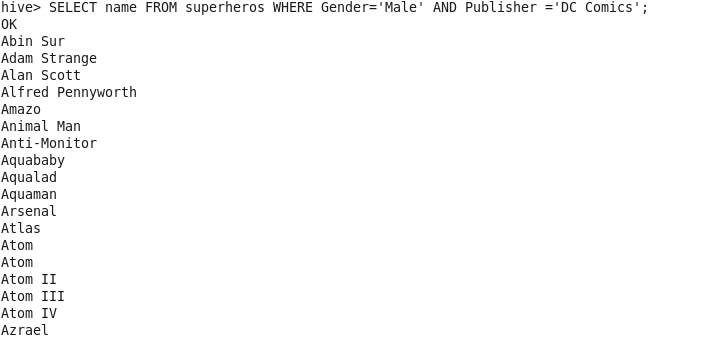 hive> SELECT name FROM superheros WHERE Gender='Male' AND Publisher ='DC Comics';
OK
Abin Sur
Adam Strange
Alan Scott
Alfred Pennyworth
Amazo
Animal Man
Anti-Monitor
Aquababy
Aqualad
Aquaman
Arsenal
Atlas
Atom
Atom
Atom II
Atom III
Atom IV
Azrael